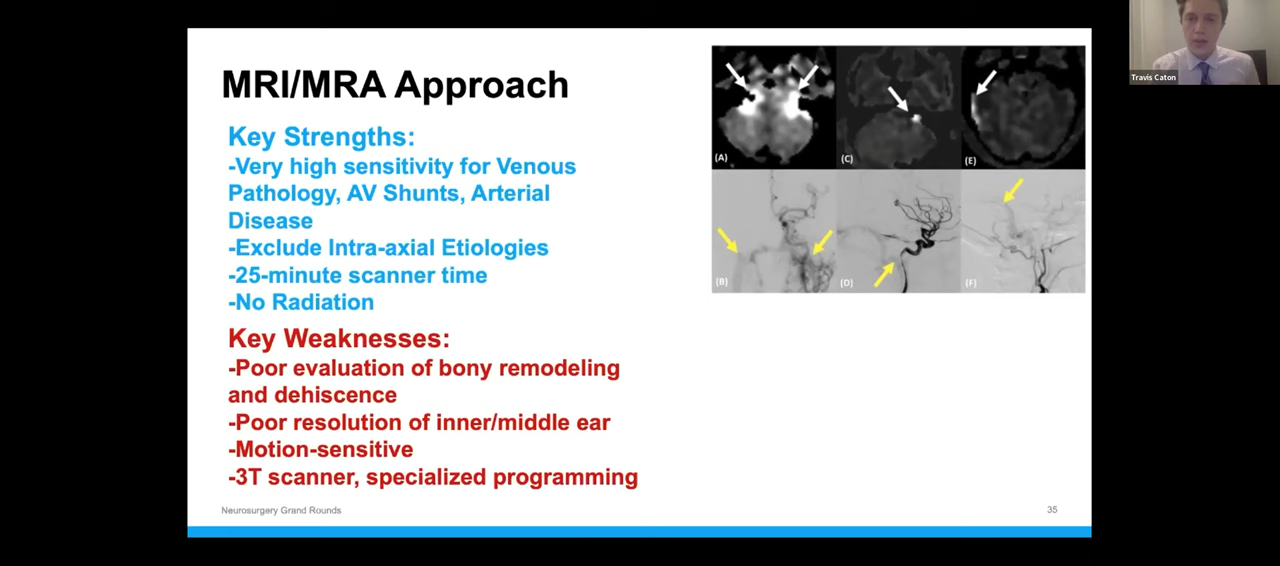 MRI/MRA Approach
Key Strengths:
-Very high sensitivity for Venous
Pathology, AV Shunts, Arterial
Disease
-Exclude Intra-axial Etiologies
-25-minute scanner time
-No Radiation
Key Weaknesses:
-Poor evaluation of bony remodeling
and dehiscence
-Poor resolution of inner/middle ear
-Motion-sensitive
-3T scanner, specialized programming
Neurosurgery Grand Rounds
35
(A)
(C)
(E)
(B)
(D)
(F)
Travis Caton